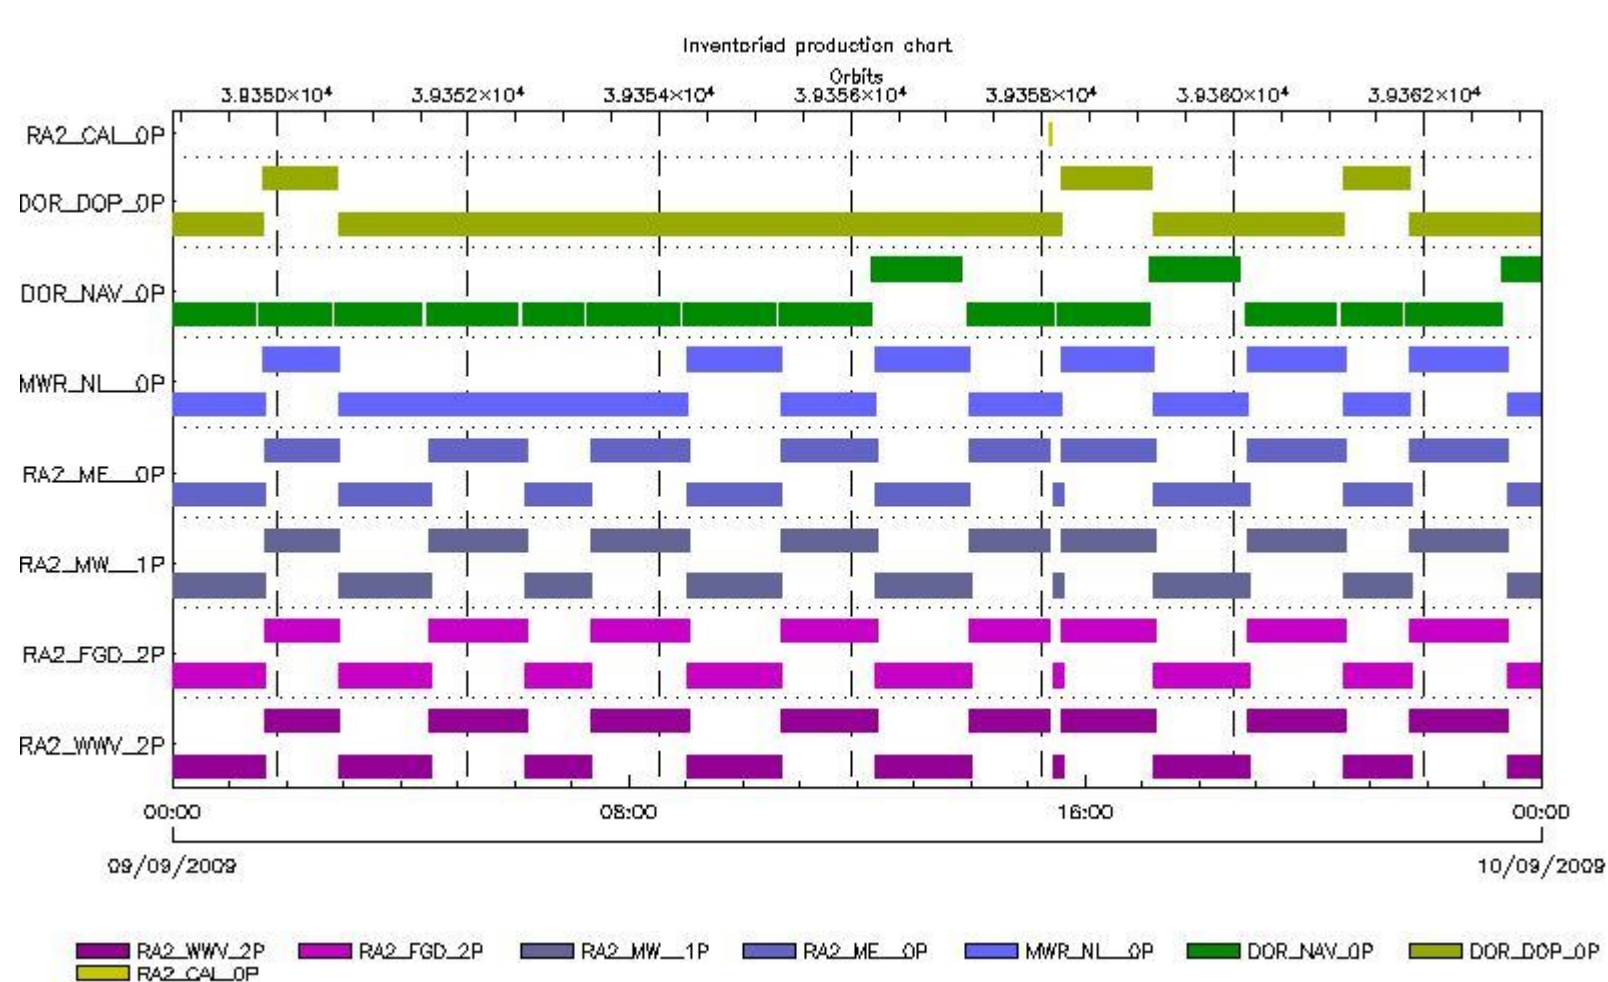 Inventoried production chart
Orbits
3.9350×10⁴ 3.9352×10⁴ 3.9354×10⁴ 3.9356×10⁴ 3.9358×10⁴ 3.9360×10⁴ 3.9362×10⁴
RA2_CAL_0P
DOR_DOP_0P
DOR_NAV_0P
MWR_NL__0P
RA2_ME__0P
RA2_MW__1P
RA2_FGD_2P
RA2_WWV_2P
00:00 08:00 16:00 00:00
09/09/2009 10/09/2009
RA2_WWV_2P RA2_FGD_2P RA2_MW__1P RA2_ME__0P MWR_NL__0P DOR_NAV_0P DOR_DOP_0P
RA2_CAL_0P